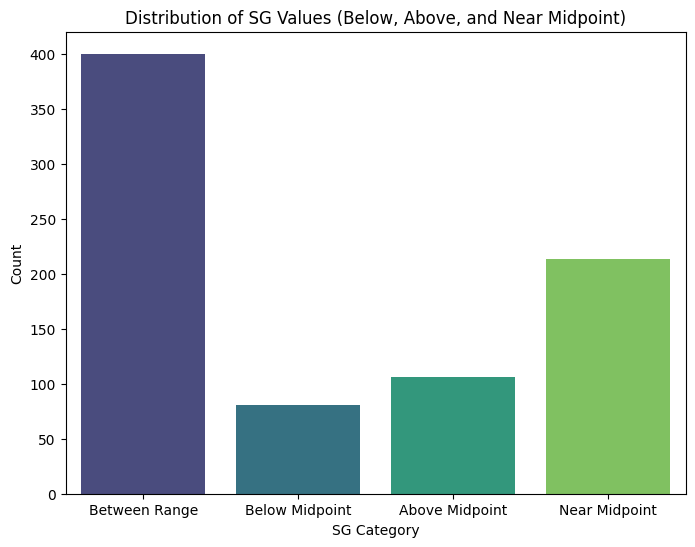 Distribution of SG Values (Below, Above, and Near Midpoint)
400
350
300
250
200
150
100
50
0
Count
Between Range
Below Midpoint
Above Midpoint
Near Midpoint
SG Category